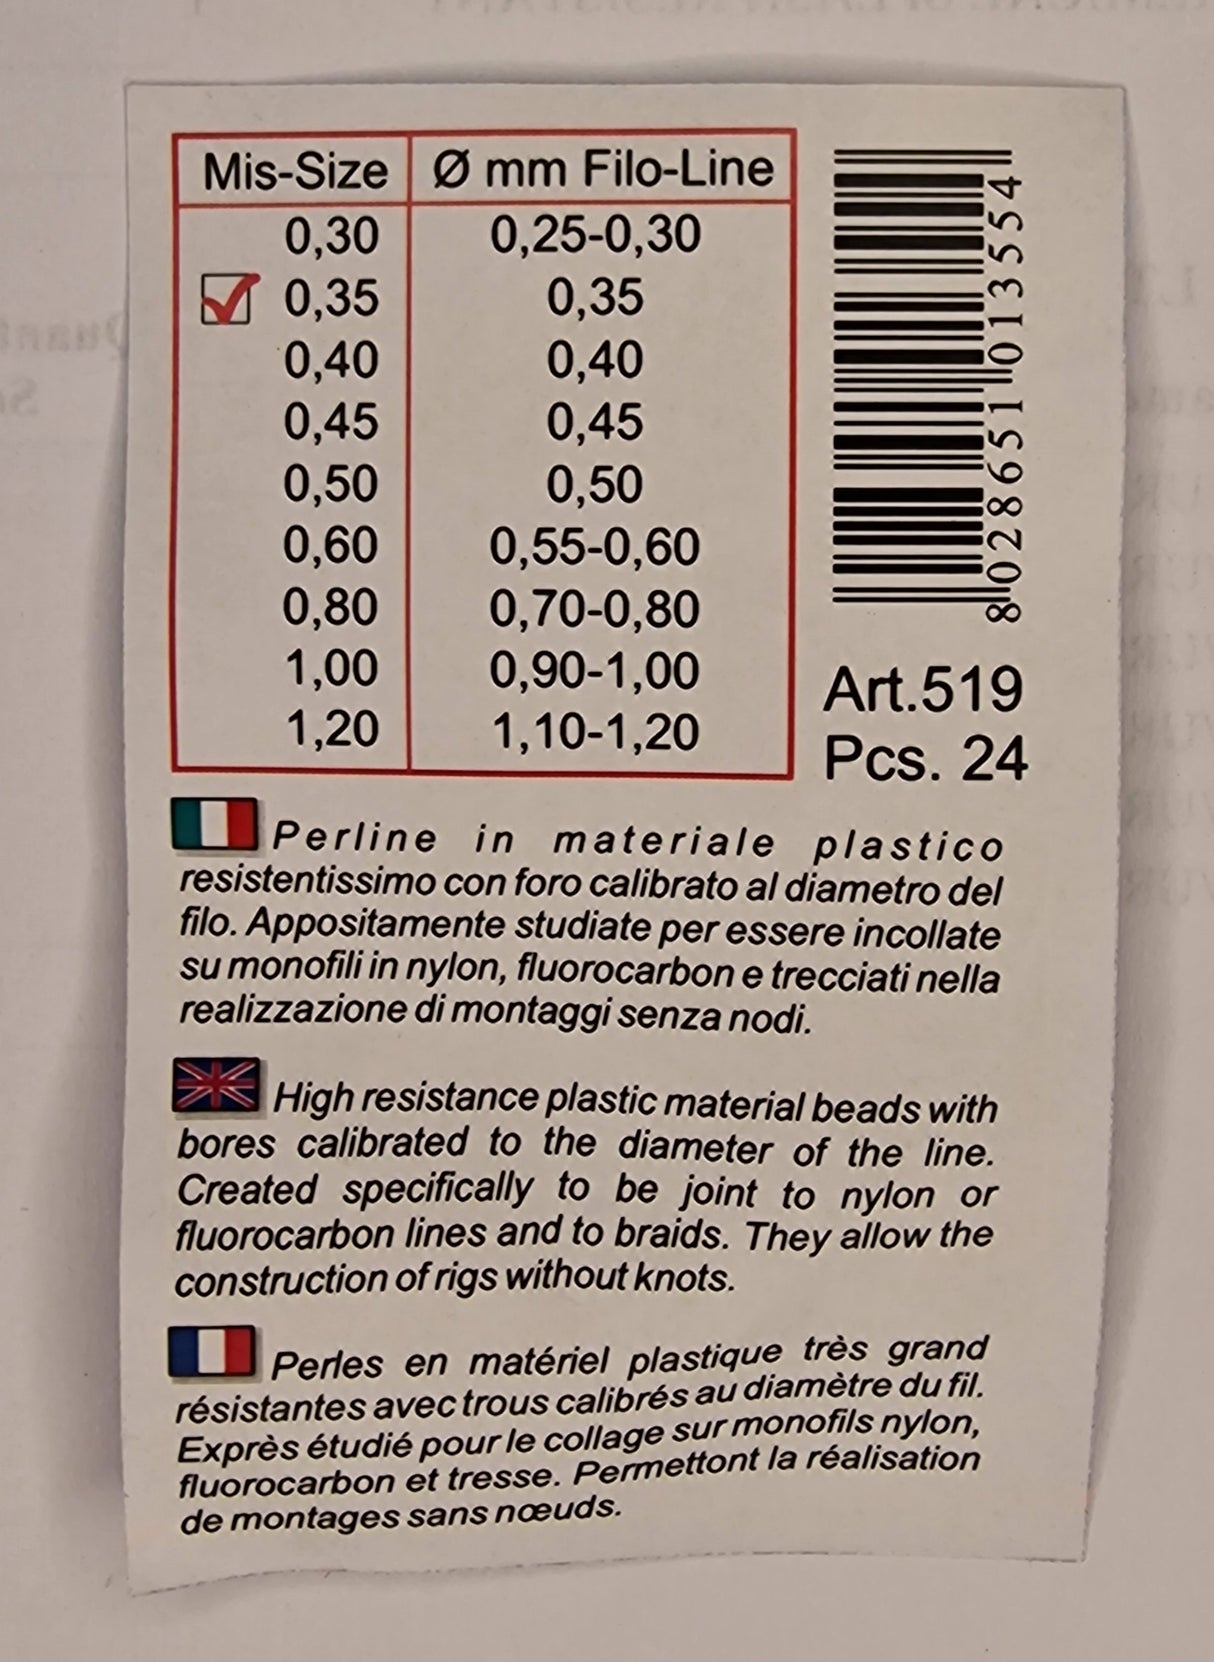 Mis-Size Ø mm Filo-Line
0,30 0,25-0,30
0,35 0,35
0,40 0,40
0,45 0,45
0,50 0,50
0,60 0,55-0,60
0,80 0,70-0,80
1,00 0,90-1,00
1,20 1,10-1,20
8 028651 013554
Art.519
Pcs. 24
Perline in materiale plastico
resistentissimo con foro calibrato al diametro del
filo. Appositamente studiate per essere incollate
su monofili in nylon, fluorocarbon e trecciati nella
realizzazione di montaggi senza nodi.
High resistance plastic material beads with
bores calibrated to the diameter of the line.
Created specifically to be joint to nylon or
fluorocarbon lines and to braids. They allow the
construction of rigs without knots.
Perles en matériel plastique très grand
résistantes avec trous calibrés au diamètre du fil.
Exprès étudié pour le collage sur monofils nylon,
fluorocarbon et tresse. Permettont la réalisation
de montages sans nœuds.